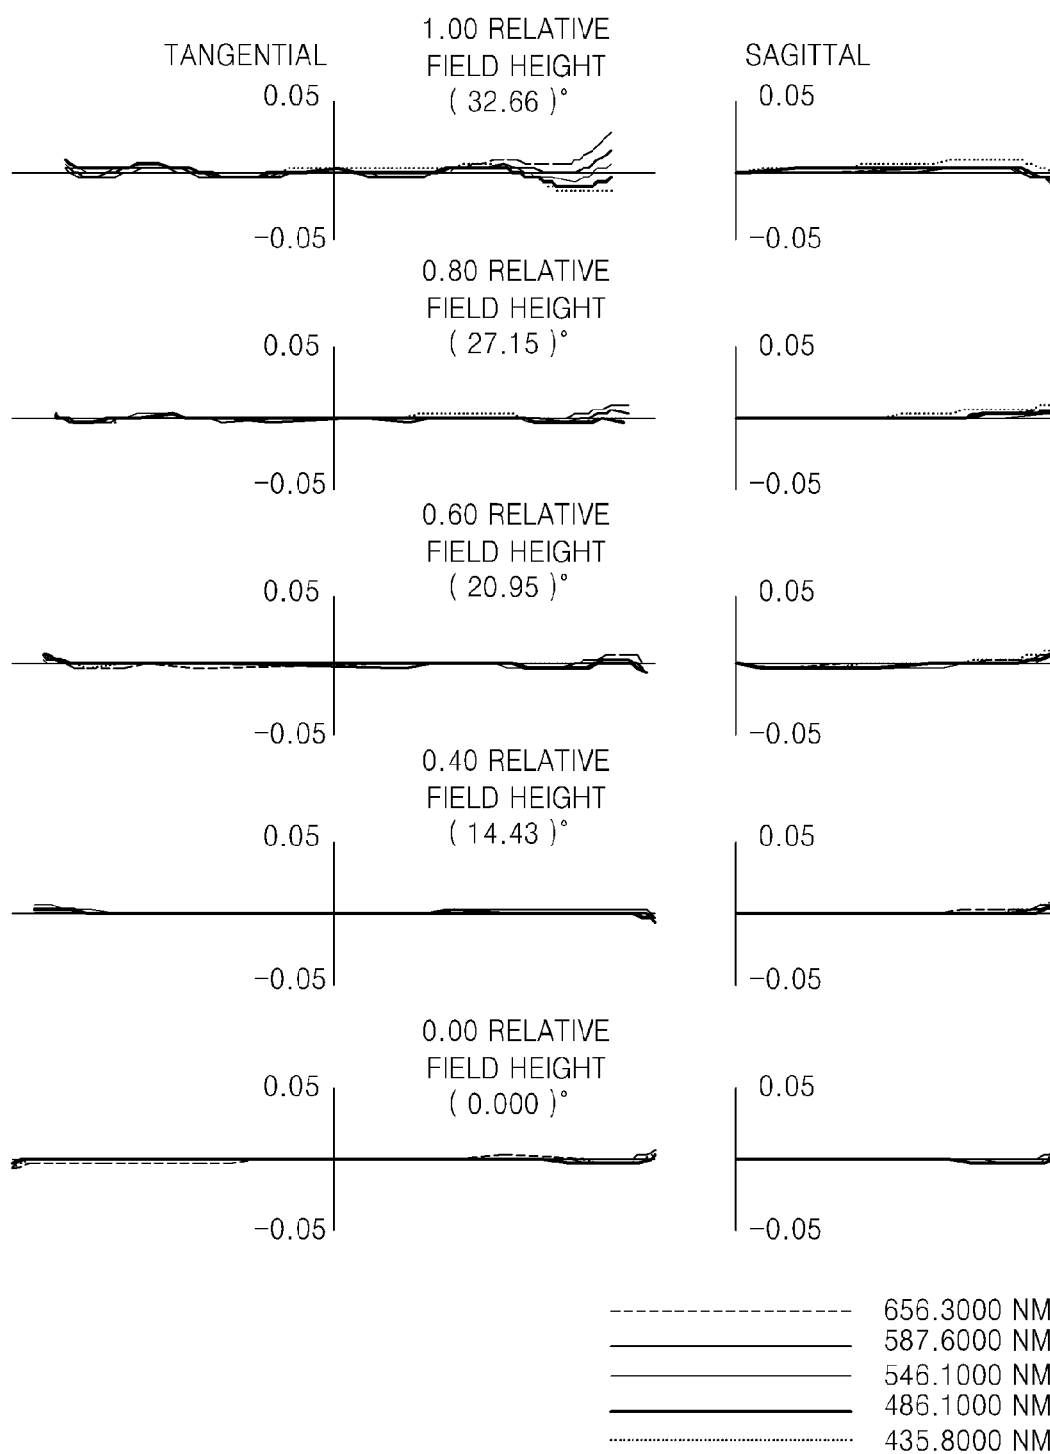 TANGENTIAL
1.00 RELATIVE
FIELD HEIGHT
( 32.66 )°
SAGITTAL
0.05
0.05
-0.05
-0.05
0.80 RELATIVE
FIELD HEIGHT
( 27.15 )°
0.05
0.05
-0.05
-0.05
0.60 RELATIVE
FIELD HEIGHT
( 20.95 )°
0.05
0.05
-0.05
-0.05
0.40 RELATIVE
FIELD HEIGHT
( 14.43 )°
0.05
0.05
-0.05
-0.05
0.00 RELATIVE
FIELD HEIGHT
( 0.000 )°
0.05
0.05
-0.05
-0.05
656.3000 NM
587.6000 NM
546.1000 NM
486.1000 NM
435.8000 NM